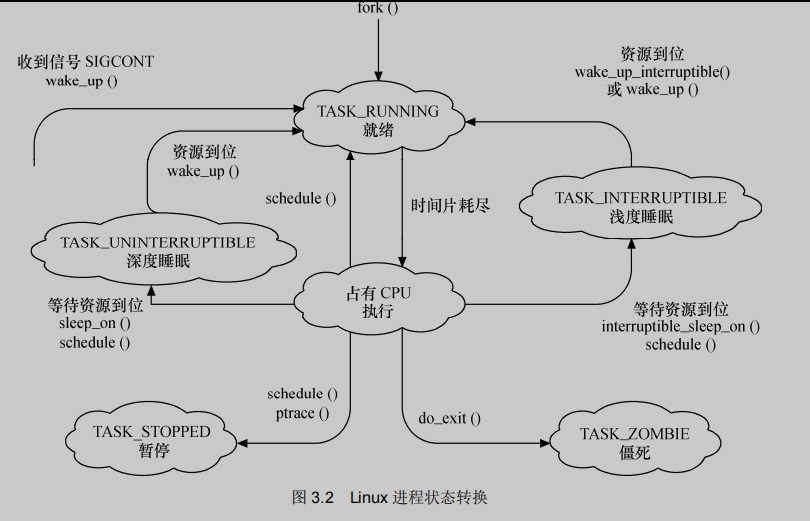 fork ()
收到信号 SIGCONT
wake_up ()
资源到位
wake_up_interruptible()
或 wake_up ()
TASK_RUNNING
就绪
资源到位
wake_up ()
schedule ()
时间片耗尽
TASK_INTERRUPTIBLE
浅度睡眠
TASK_UNINTERRUPTIBLE
深度睡眠
占有 CPU
执行
等待资源到位
sleep_on ()
schedule ()
等待资源到位
interruptible_sleep_on ()
schedule ()
schedule ()
ptrace ()
do_exit ()
TASK_STOPPED
暂停
TASK_ZOMBIE
僵死
图 3.2 Linux 进程状态转换